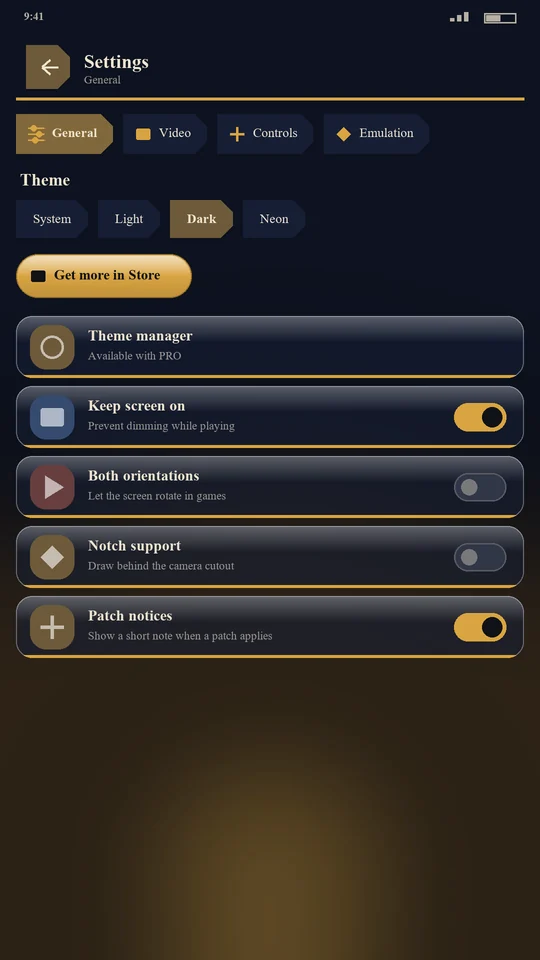 9:41
Settings
General
General
Video
Controls
Emulation
Theme
System
Light
Dark
Neon
Get more in Store
Theme manager
Available with PRO
Keep screen on
Prevent dimming while playing
Both orientations
Let the screen rotate in games
Notch support
Draw behind the camera cutout
Patch notices
Show a short note when a patch applies